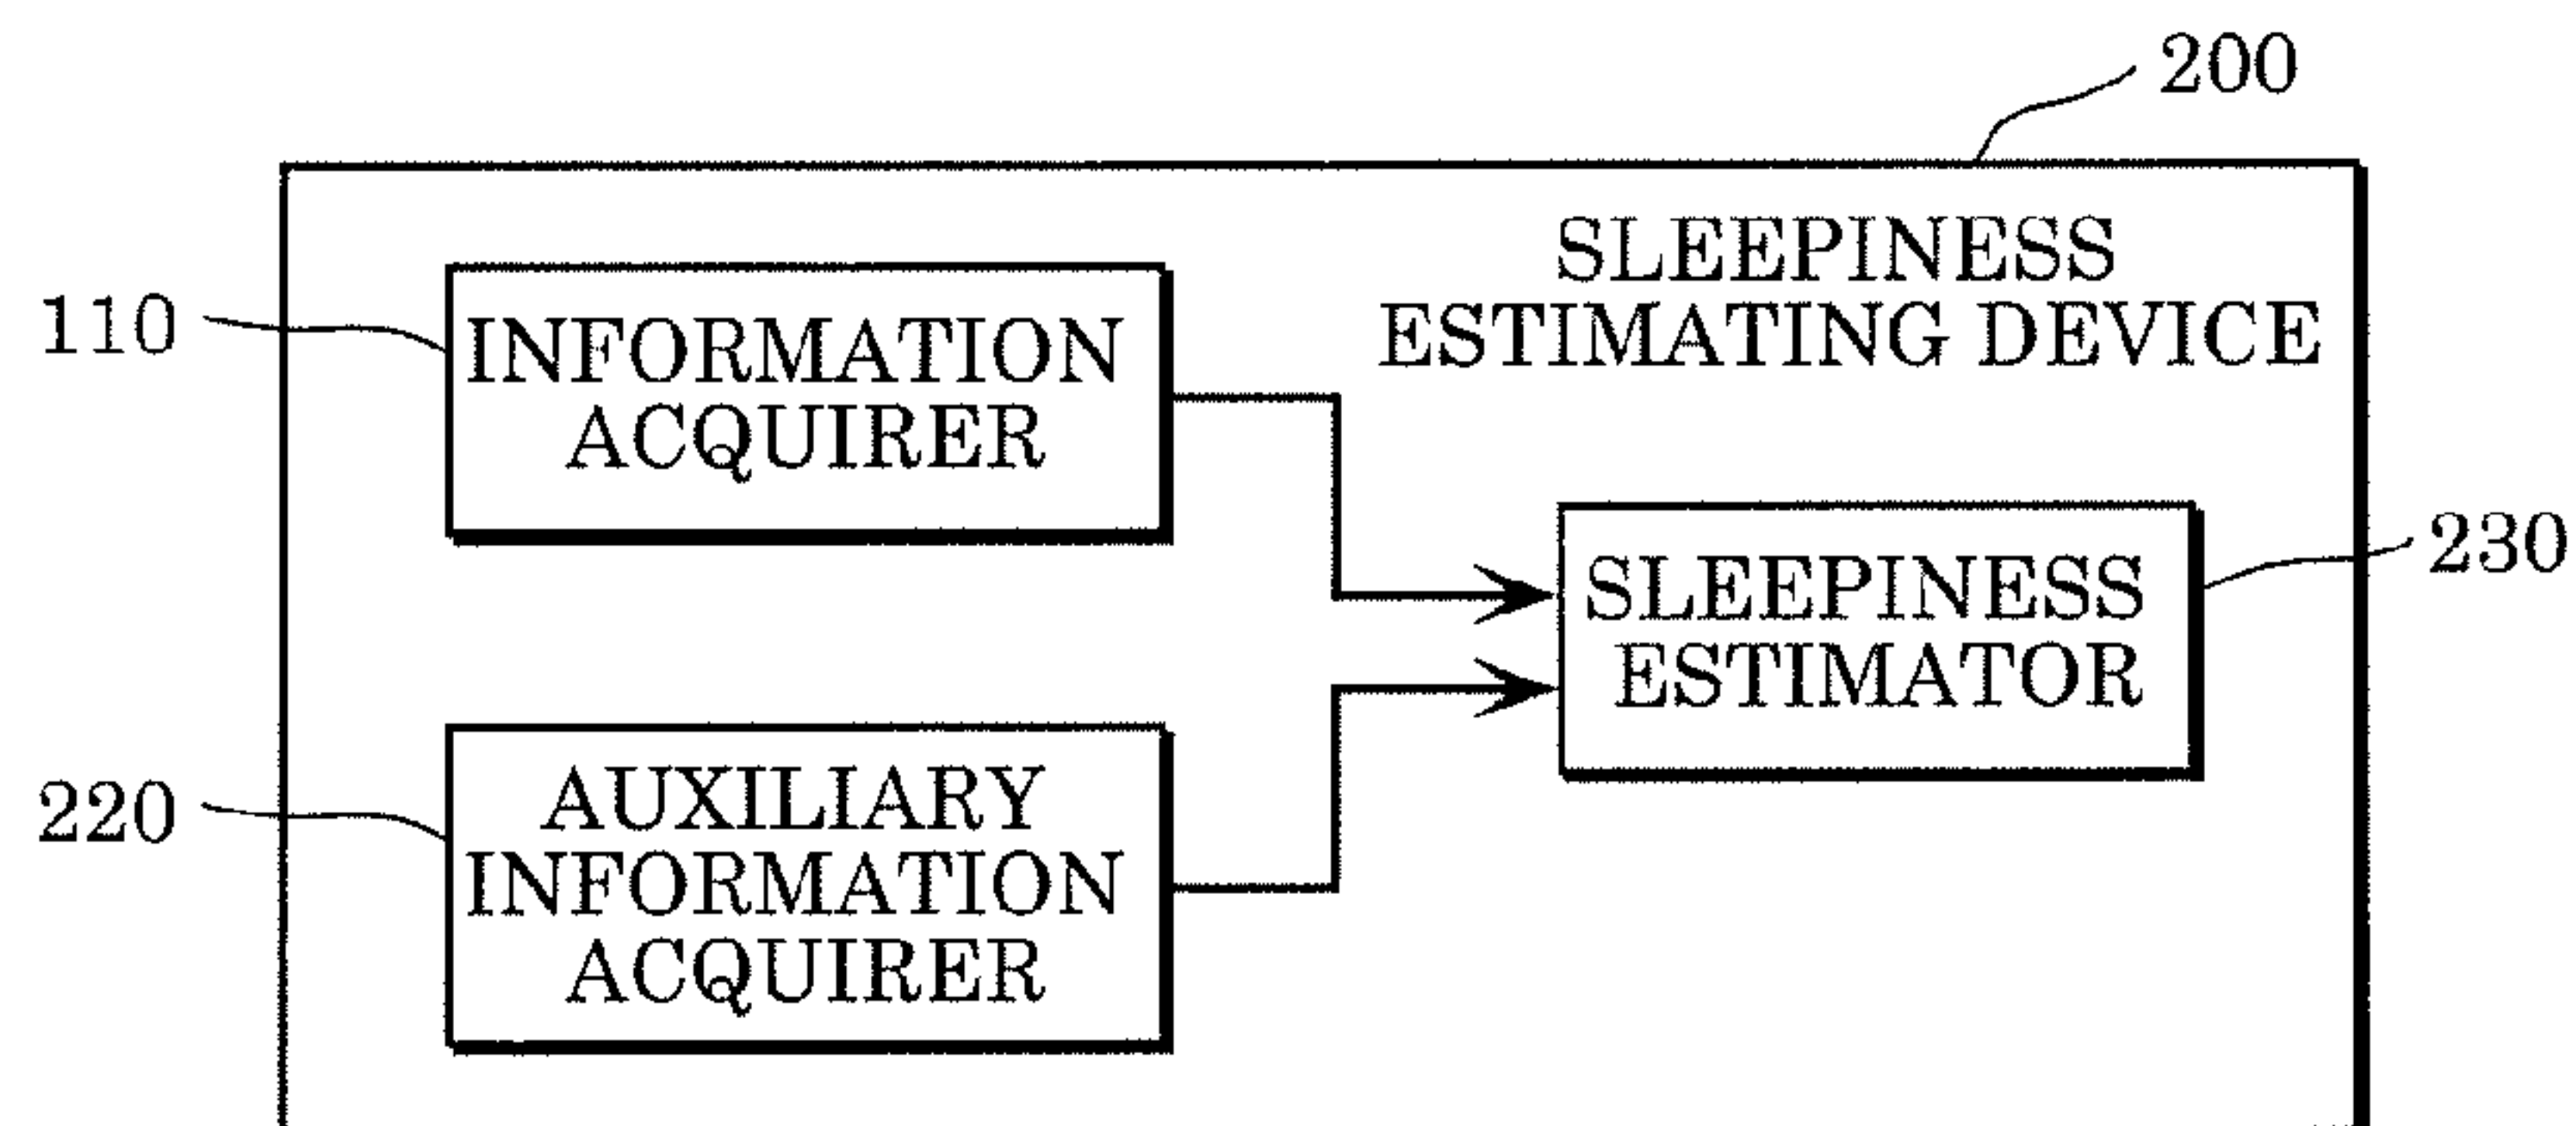 200
SLEEPINESS
ESTIMATING DEVICE
110
INFORMATION
ACQUIRER
230
SLEEPINESS
ESTIMATOR
220
AUXILIARY
INFORMATION
ACQUIRER